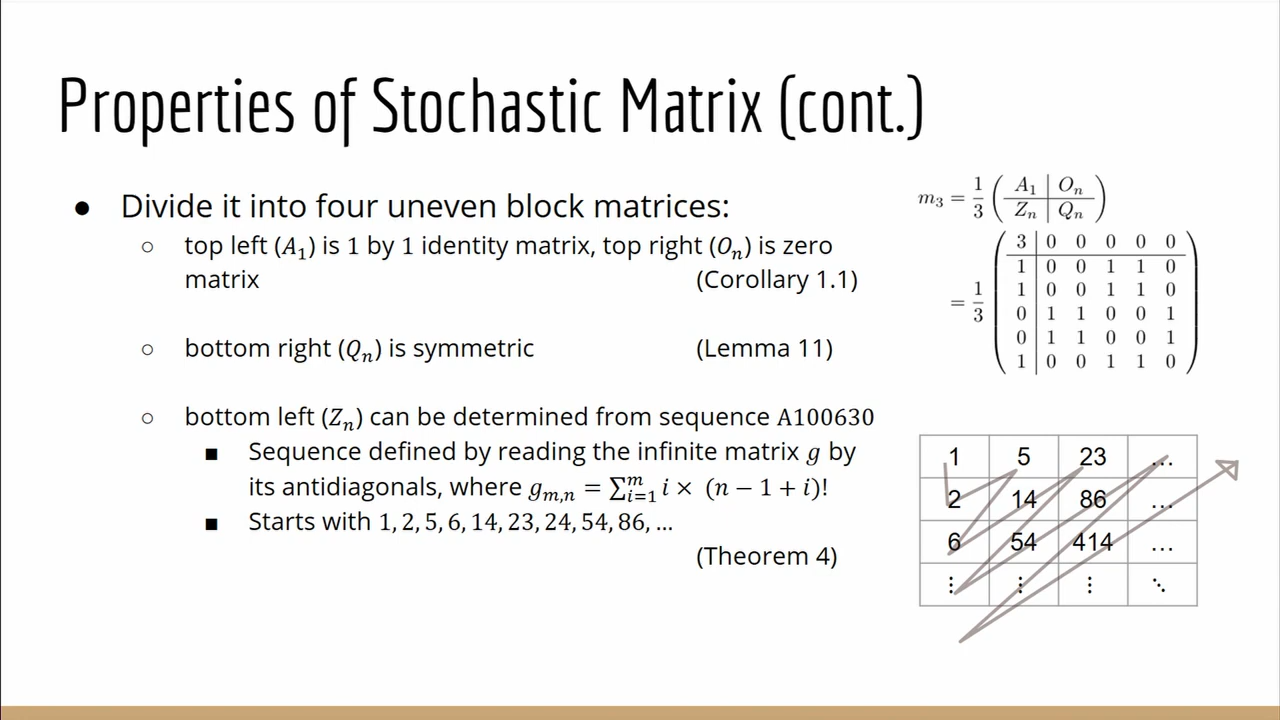 Properties of Stochastic Matrix (cont.)
● Divide it into four uneven block matrices:
○ top left (A₁) is 1 by 1 identity matrix, top right (Oₙ) is zero
matrix (Corollary 1.1)
○ bottom right (Qₙ) is symmetric (Lemma 11)
○ bottom left (Zₙ) can be determined from sequence A100630
■ Sequence defined by reading the infinite matrix g by
its antidiagonals, where gₘ,ₙ = ∑ᵢ₌₁ᵐ i × (n − 1 + i)!
■ Starts with 1, 2, 5, 6, 14, 23, 24, 54, 86, ...
(Theorem 4)
m₃ = 1/3 ( A₁ | Oₙ
Zₙ | Qₙ )
= 1/3 ( 3 | 0 0 0 0 0
1 | 0 0 1 1 0
1 | 0 0 1 1 0
0 | 1 1 0 0 1
0 | 1 1 0 0 1
1 | 0 0 1 1 0 )
1 5 23 ...
2 14 86 ...
6 54 414 ...
⋮ ⋮ ⋮ ⋱